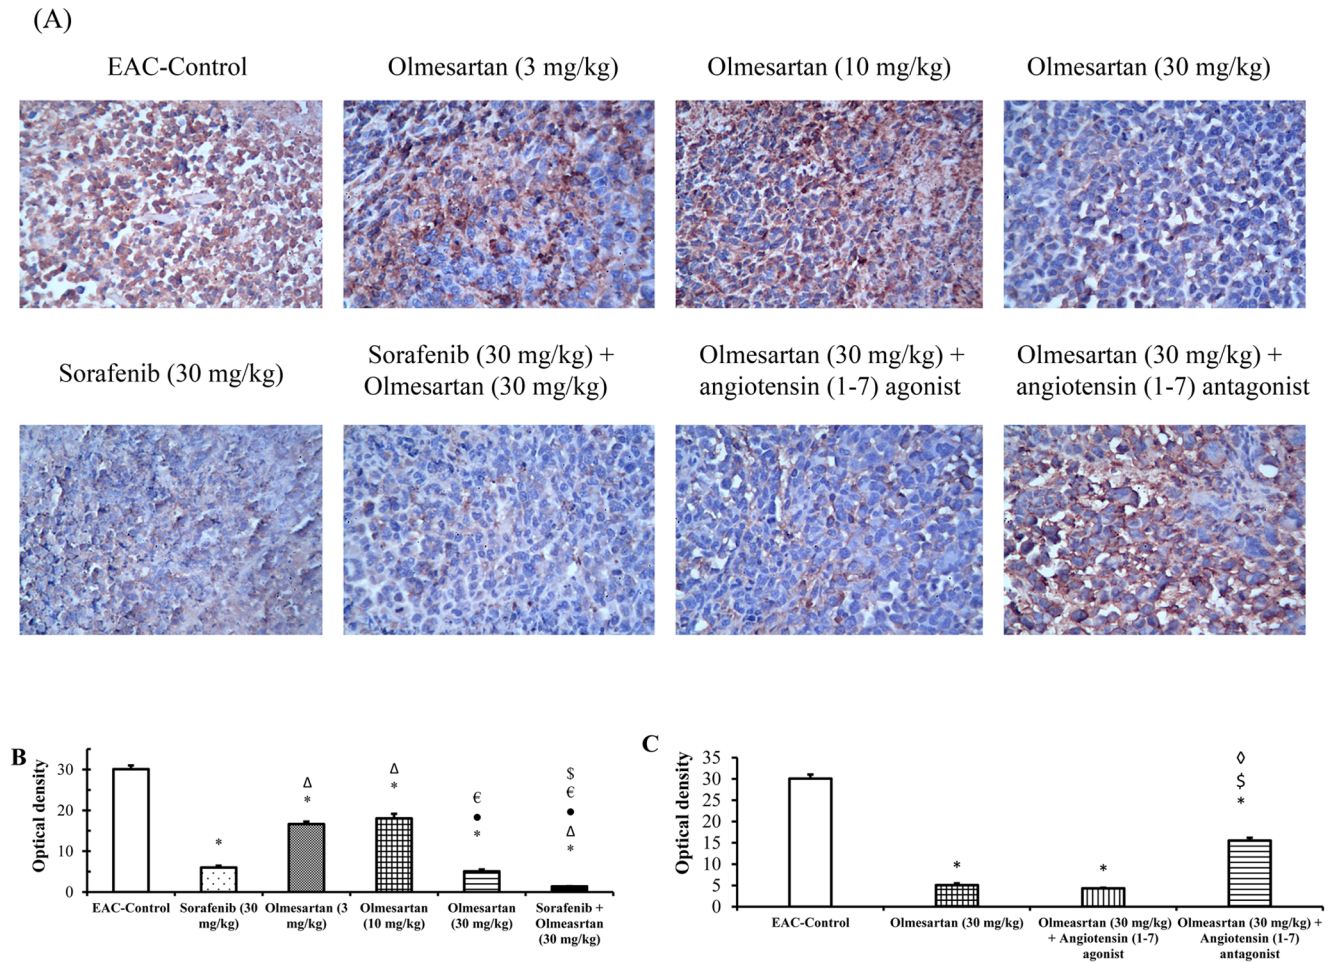 (A)
EAC-Control
Olmesartan (3 mg/kg)
Olmesartan (10 mg/kg)
Olmesartan (30 mg/kg)
Sorafenib (30 mg/kg)
Sorafenib (30 mg/kg) +
Olmesartan (30 mg/kg)
Olmesartan (30 mg/kg) +
angiotensin (1-7) agonist
Olmesartan (30 mg/kg) +
angiotensin (1-7) antagonist
B
Optical density
30
20
10
0
*
Δ
*
Δ
*
€
●
*
$
€
●
Δ
*
EAC-Control
Sorafenib (30
mg/kg)
Olmesartan (3
mg/kg)
Olmesartan
(10 mg/kg)
Olmesartan
(30 mg/kg)
Sorafenib +
Olmeasrtan
(30 mg/kg)
C
Optical density
35
30
25
20
15
10
5
0
*
*
◊
$
*
EAC-Control
Olmesartan (30 mg/kg)
Olmeasrtan (30 mg/kg)
+ Angiotensin (1-7)
agonist
Olmeasrtan (30 mg/kg) +
Angiotensin (1-7)
antagonist